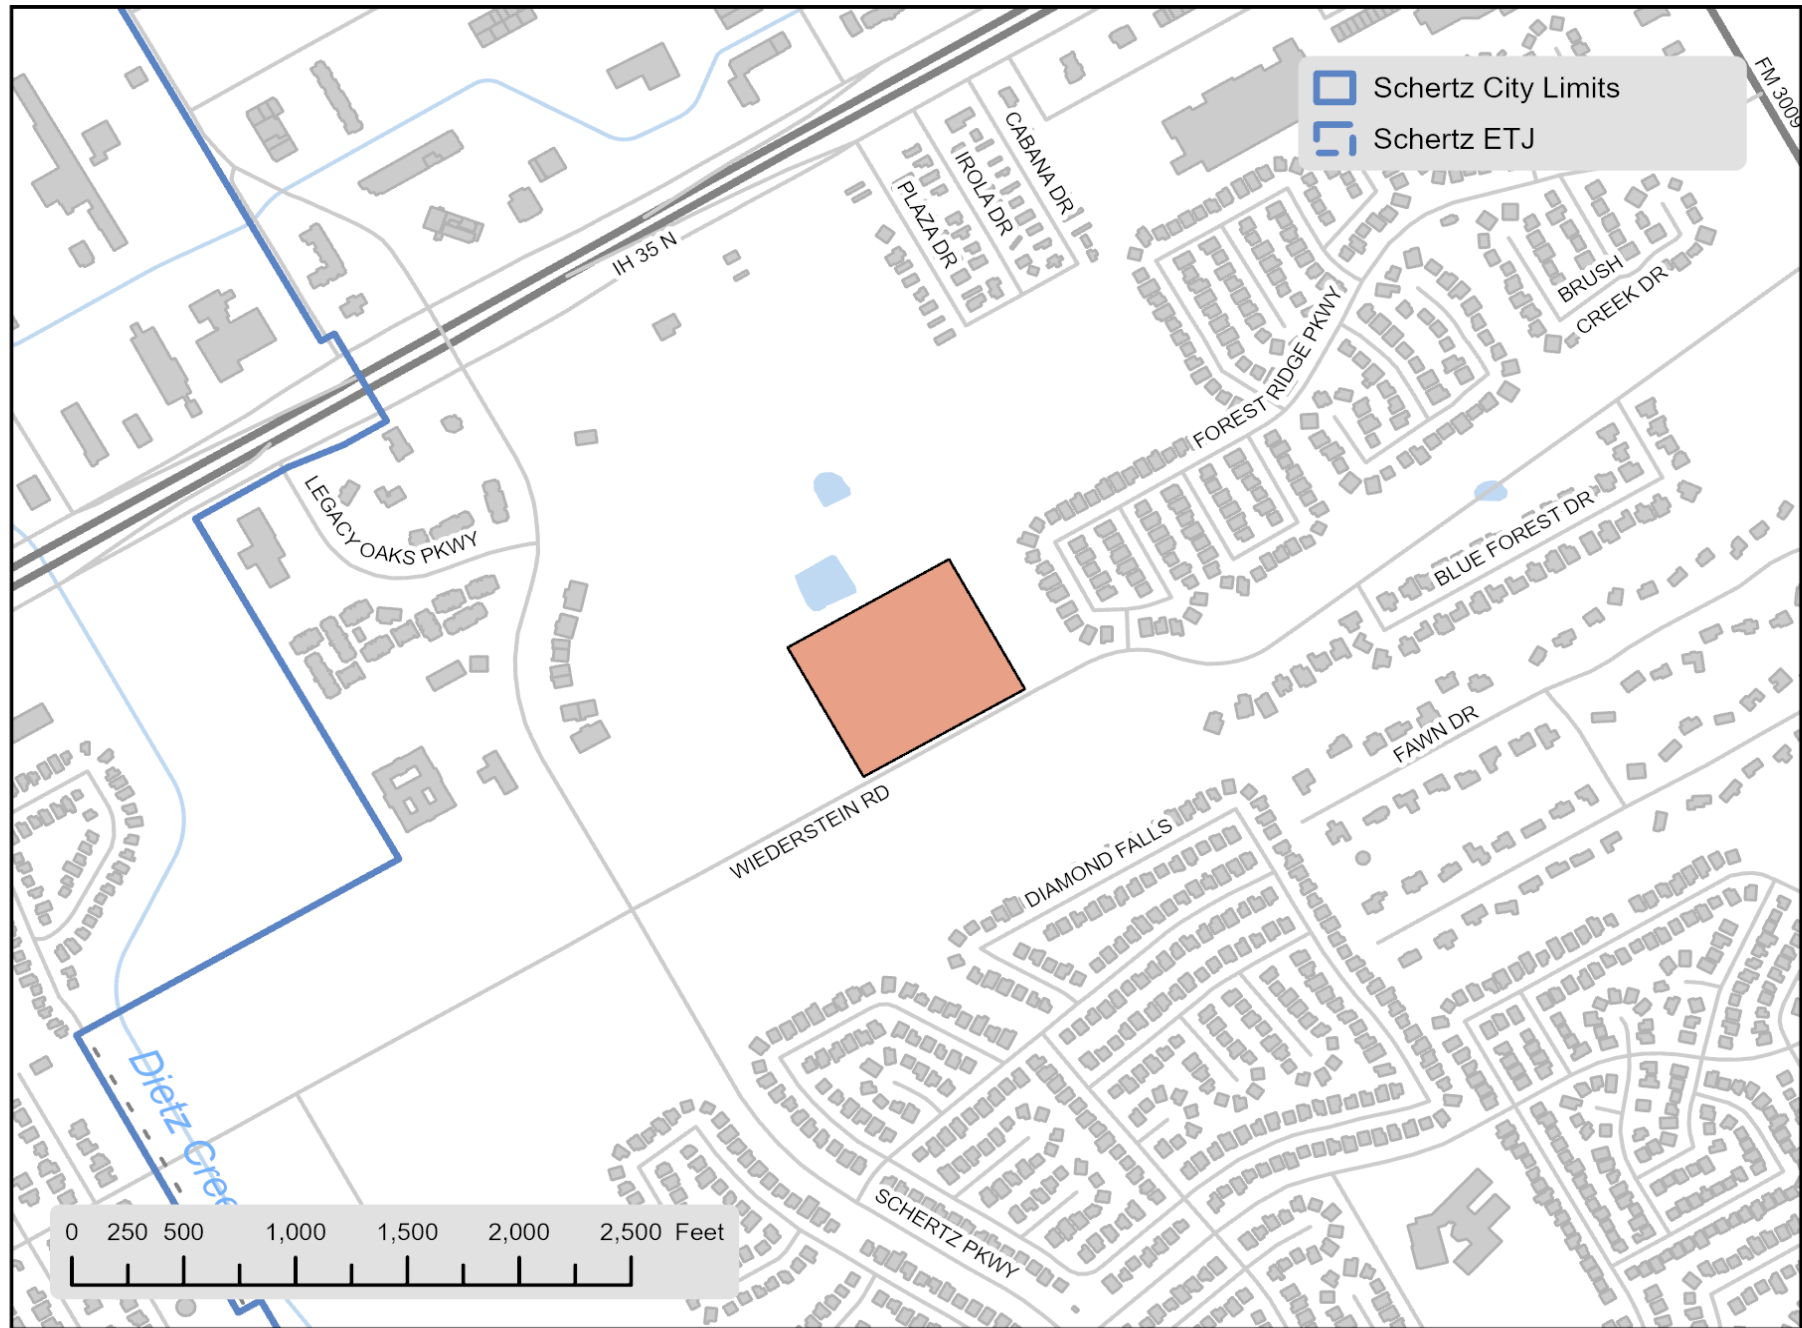 Schertz City Limits
Schertz ETJ
FM 3009
CABANA DR
IROLA DR
PLAZA DR
IH 35 N
BRUSH
CREEK DR
FOREST RIDGE PKWY
LEGACY OAKS PKWY
BLUE FOREST DR
FAWN DR
WIEDERSTEIN RD
DIAMOND FALLS
Dietz Cree
SCHERTZ PKWY
0 250 500 1,000 1,500 2,000 2,500 Feet